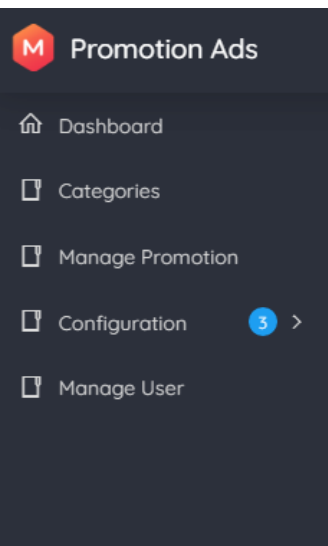 M Promotion Ads
Dashboard
Categories
Manage Promotion
Configuration 3
Manage User